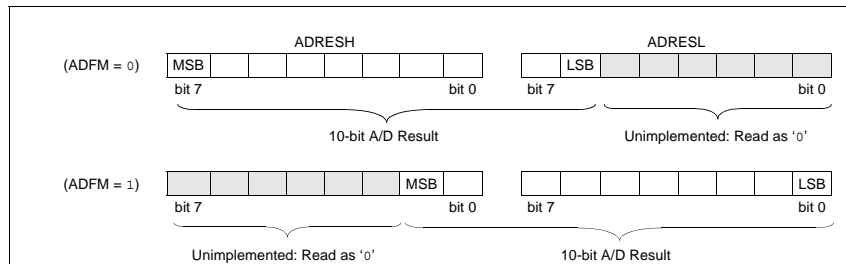 ADRESH ADRESL
(ADFM = 0) MSB LSB
bit 7 bit 0 bit 7 bit 0
10-bit A/D Result Unimplemented: Read as ‘0’
(ADFM = 1) MSB LSB
bit 7 bit 0 bit 7 bit 0
Unimplemented: Read as ‘0’ 10-bit A/D Result